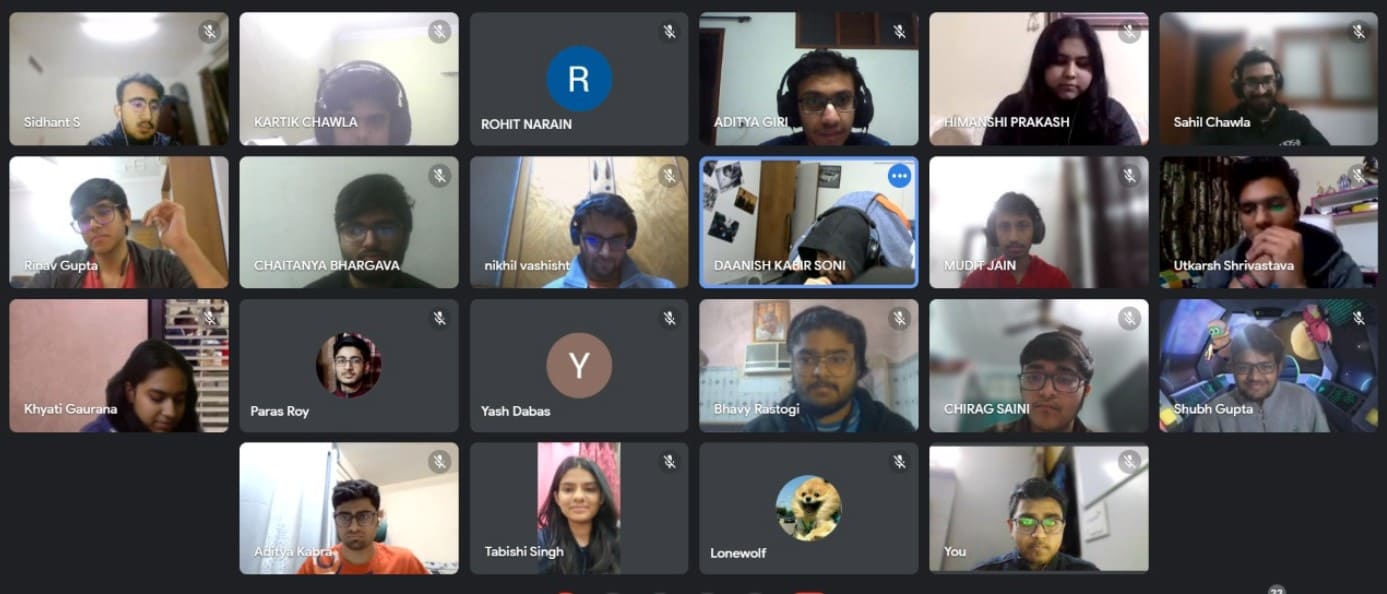 Sidhant S
KARTIK CHAWLA
R
ROHIT NARAIN
ADITYA GIRI
HIMANSHI PRAKASH
Sahil Chawla
Rinav Gupta
CHAITANYA BHARGAVA
nikhil vashisht
DAANISH KABIR SONI
MUDIT JAIN
Utkarsh Shrivastava
Khyati Gaurana
Paras Roy
Y
Yash Dabas
Bhavy Rastogi
CHIRAG SAINI
Shubh Gupta
Aditya Kabra
Tabishi Singh
Lonewolf
You